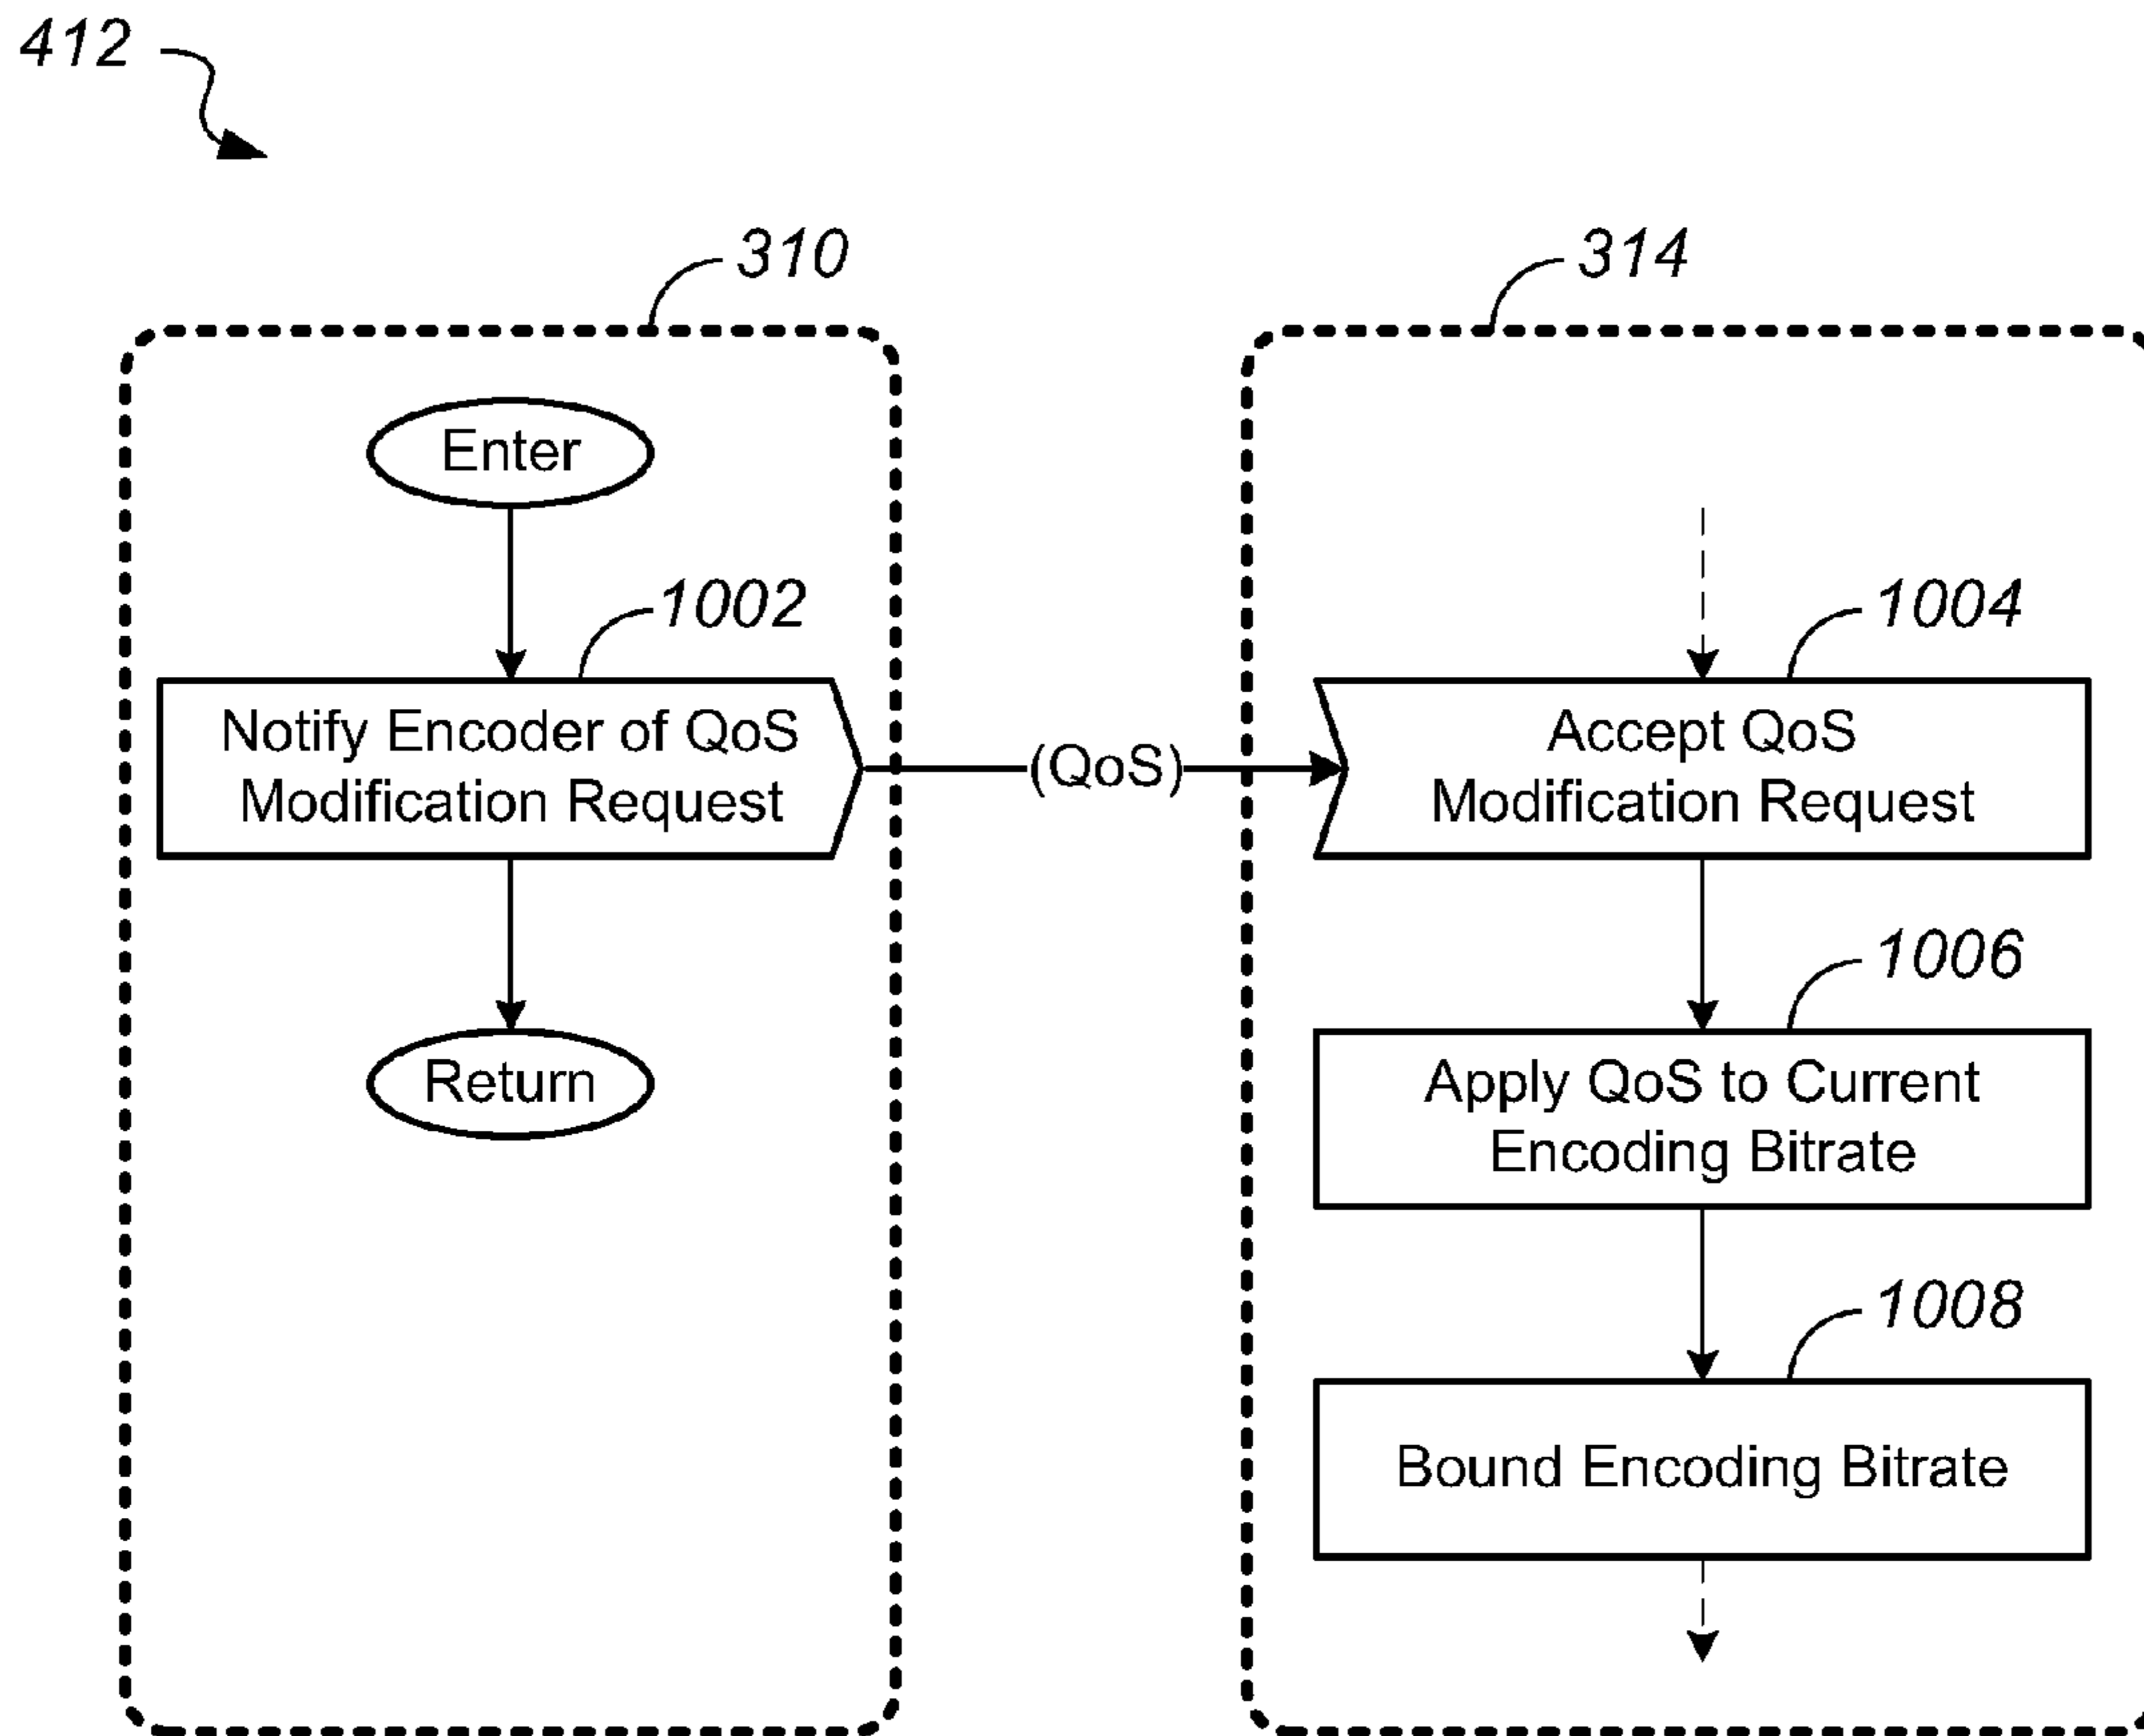 412
310
314
Enter
1002
1004
Notify Encoder of QoS
Modification Request
(QoS)
Accept QoS
Modification Request
1006
Return
Apply QoS to Current
Encoding Bitrate
1008
Bound Encoding Bitrate